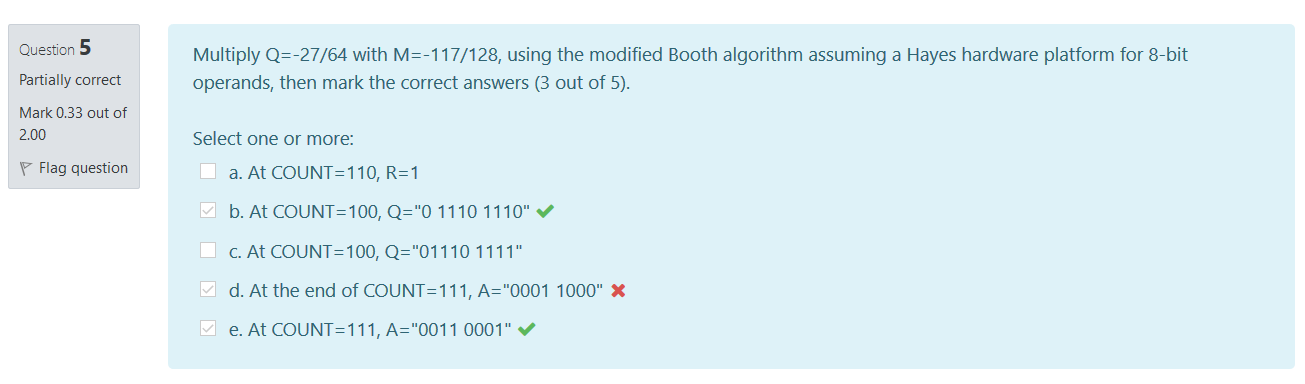 Question 5
Partially correct
Mark 0.33 out of
2.00
Flag question
Multiply Q=-27/64 with M=-117/128, using the modified Booth algorithm assuming a Hayes hardware platform for 8-bit
operands, then mark the correct answers (3 out of 5).
Select one or more:
a. At COUNT=110, R=1
b. At COUNT=100, Q="0 1110 1110"
c. At COUNT=100, Q="01110 1111"
d. At the end of COUNT=111, A="0001 1000"
e. At COUNT=111, A="0011 0001"